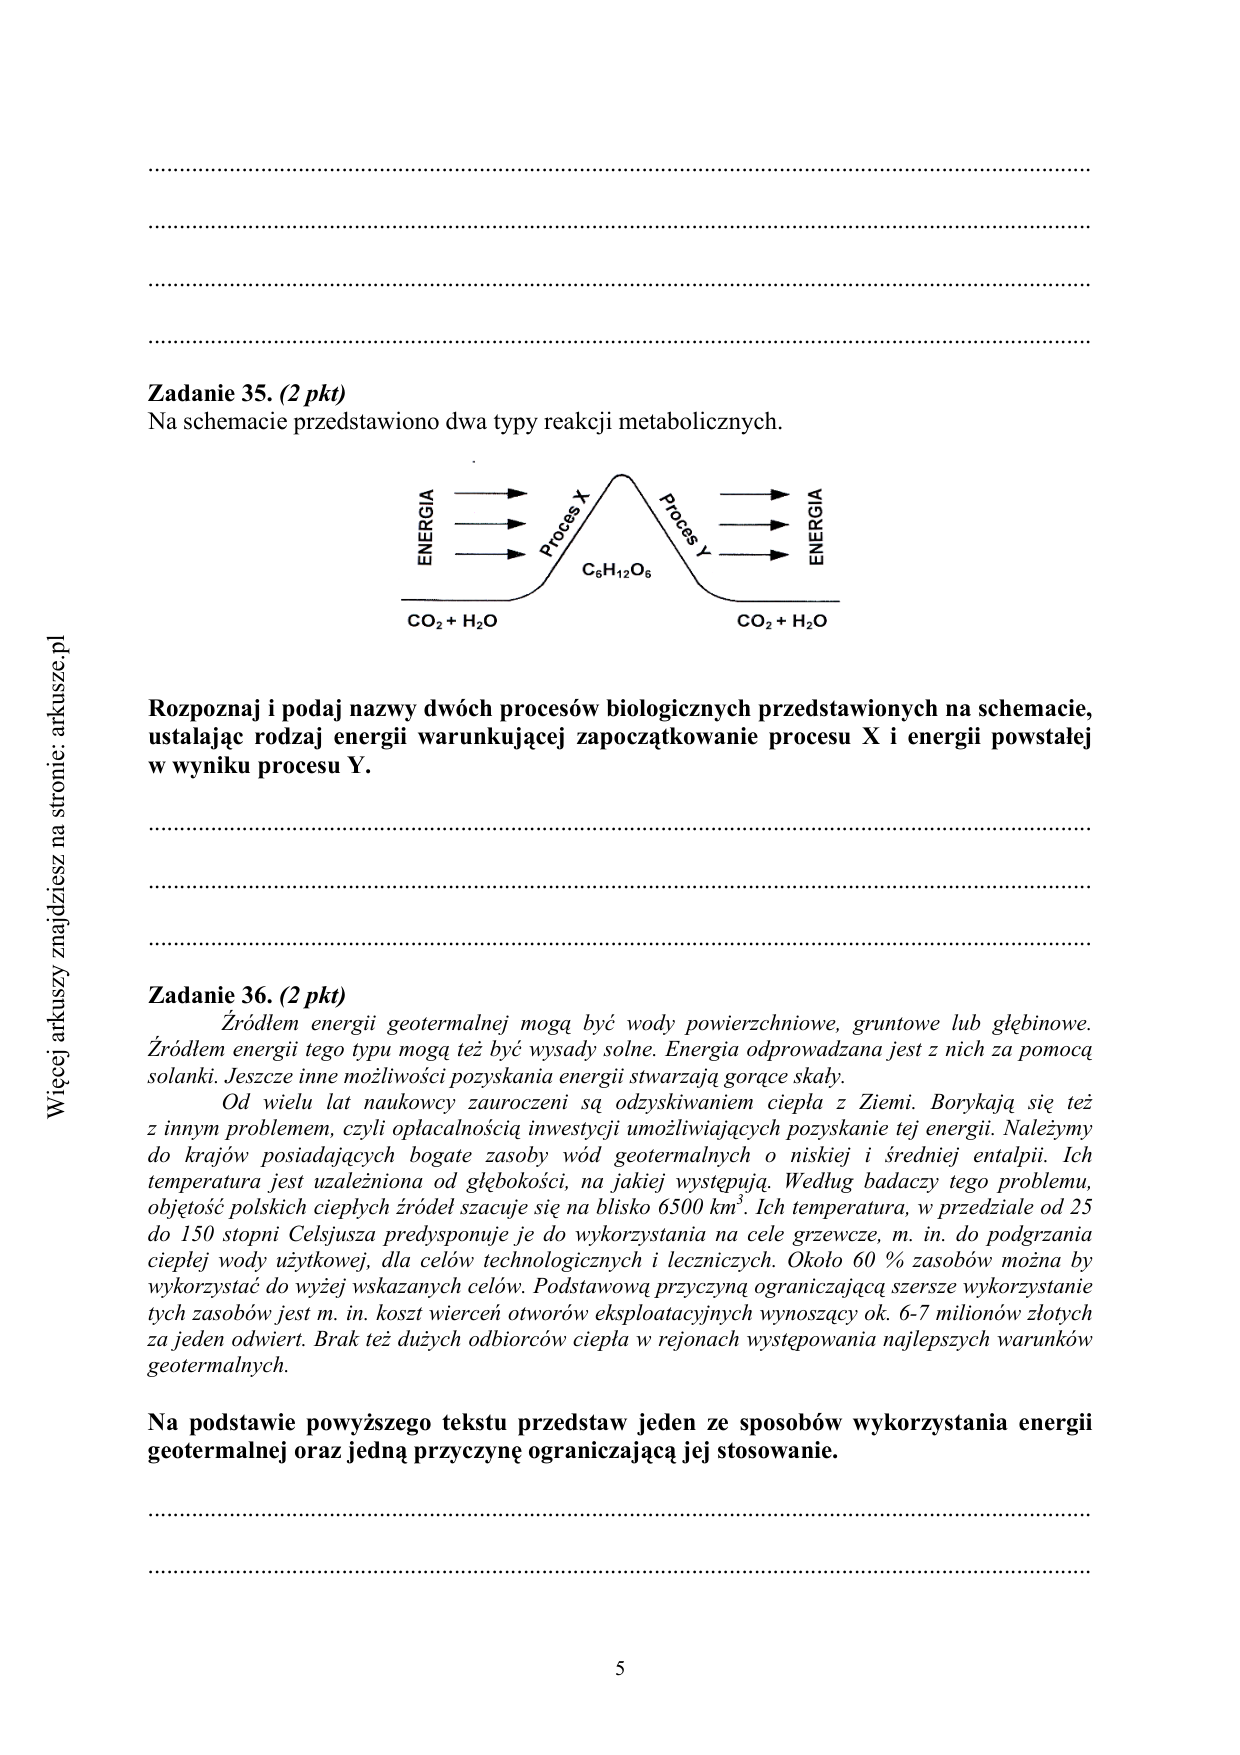 Zadanie 35. (2 pkt)
Na schemacie przedstawiono dwa typy reakcji metabolicznych.
ENERGIA
Proces X
Proces Y
ENERGIA
C₆H₁₂O₆
CO₂ + H₂O
CO₂ + H₂O
Rozpoznaj i podaj nazwy dwóch procesów biologicznych przedstawionych na schemacie,
ustalając rodzaj energii warunkującej zapoczątkowanie procesu X i energii powstałej
w wyniku procesu Y.
Zadanie 36. (2 pkt)
Źródłem energii geotermalnej mogą być wody powierzchniowe, gruntowe lub głębinowe.
Źródłem energii tego typu mogą też być wysady solne. Energia odprowadzana jest z nich za pomocą
solanki. Jeszcze inne możliwości pozyskania energii stwarzają gorące skały.
Od wielu lat naukowcy zauroczeni są odzyskiwaniem ciepła z Ziemi. Borykają się też
z innym problemem, czyli opłacalnością inwestycji umożliwiających pozyskanie tej energii. Należymy
do krajów posiadających bogate zasoby wód geotermalnych o niskiej i średniej entalpii. Ich
temperatura jest uzależniona od głębokości, na jakiej występują. Według badaczy tego problemu,
objętość polskich ciepłych źródeł szacuje się na blisko 6500 km³. Ich temperatura, w przedziale od 25
do 150 stopni Celsjusza predysponuje je do wykorzystania na cele grzewcze, m. in. do podgrzania
ciepłej wody użytkowej, dla celów technologicznych i leczniczych. Około 60 % zasobów można by
wykorzystać do wyżej wskazanych celów. Podstawową przyczyną ograniczającą szersze wykorzystanie
tych zasobów jest m. in. koszt wierceń otworów eksploatacyjnych wynoszący ok. 6-7 milionów złotych
za jeden odwiert. Brak też dużych odbiorców ciepła w rejonach występowania najlepszych warunków
geotermalnych.
Na podstawie powyższego tekstu przedstaw jeden ze sposobów wykorzystania energii
geotermalnej oraz jedną przyczynę ograniczającą jej stosowanie.
5
Więcej arkuszy znajdziesz na stronie: arkusze.pl